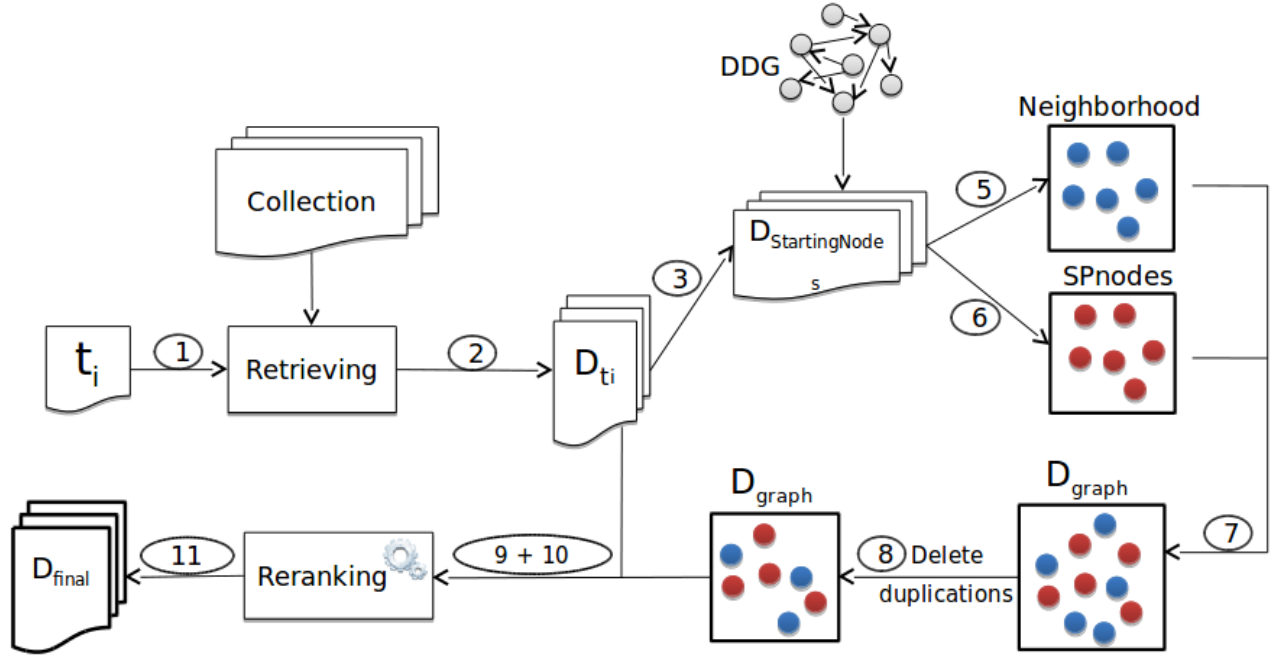 DDG
Neighborhood
Collection
5
D StartingNode
s
3
SPnodes
6
t i
1
Retrieving
2
D ti
D graph
D graph
7
8 Delete
duplications
9 + 10
11
Reranking
D final